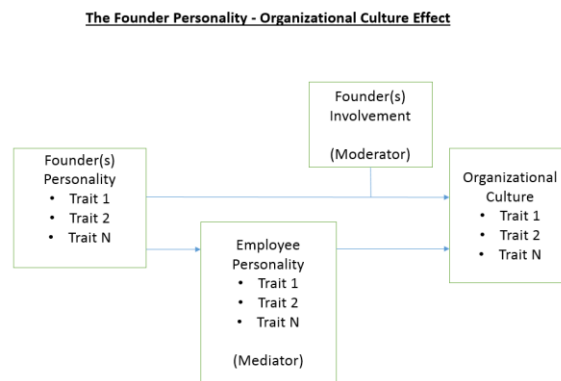 The Founder Personality - Organizational Culture Effect
Founder(s)
Involvement
(Moderator)
Founder(s)
Personality
• Trait 1
• Trait 2
• Trait N
Organizational
Culture
• Trait 1
• Trait 2
• Trait N
Employee
Personality
• Trait 1
• Trait 2
• Trait N
(Mediator)